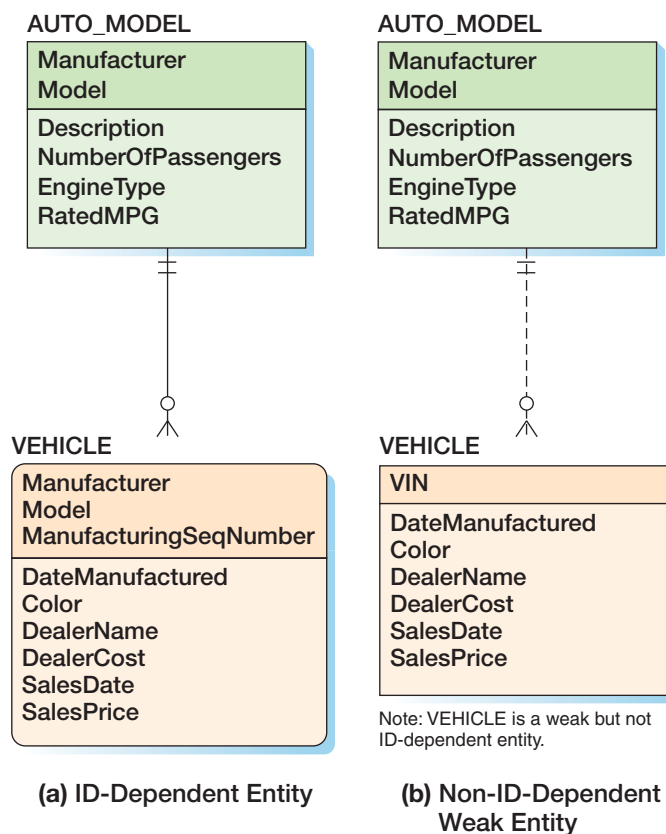 AUTO_MODEL
Manufacturer
Model
Description
NumberOfPassengers
EngineType
RatedMPG
VEHICLE
Manufacturer
Model
ManufacturingSeqNumber
DateManufactured
Color
DealerName
DealerCost
SalesDate
SalesPrice
(a) ID-Dependent Entity
AUTO_MODEL
Manufacturer
Model
Description
NumberOfPassengers
EngineType
RatedMPG
VEHICLE
VIN
DateManufactured
Color
DealerName
DealerCost
SalesDate
SalesPrice
Note: VEHICLE is a weak but not
ID-dependent entity.
(b) Non-ID-Dependent
Weak Entity